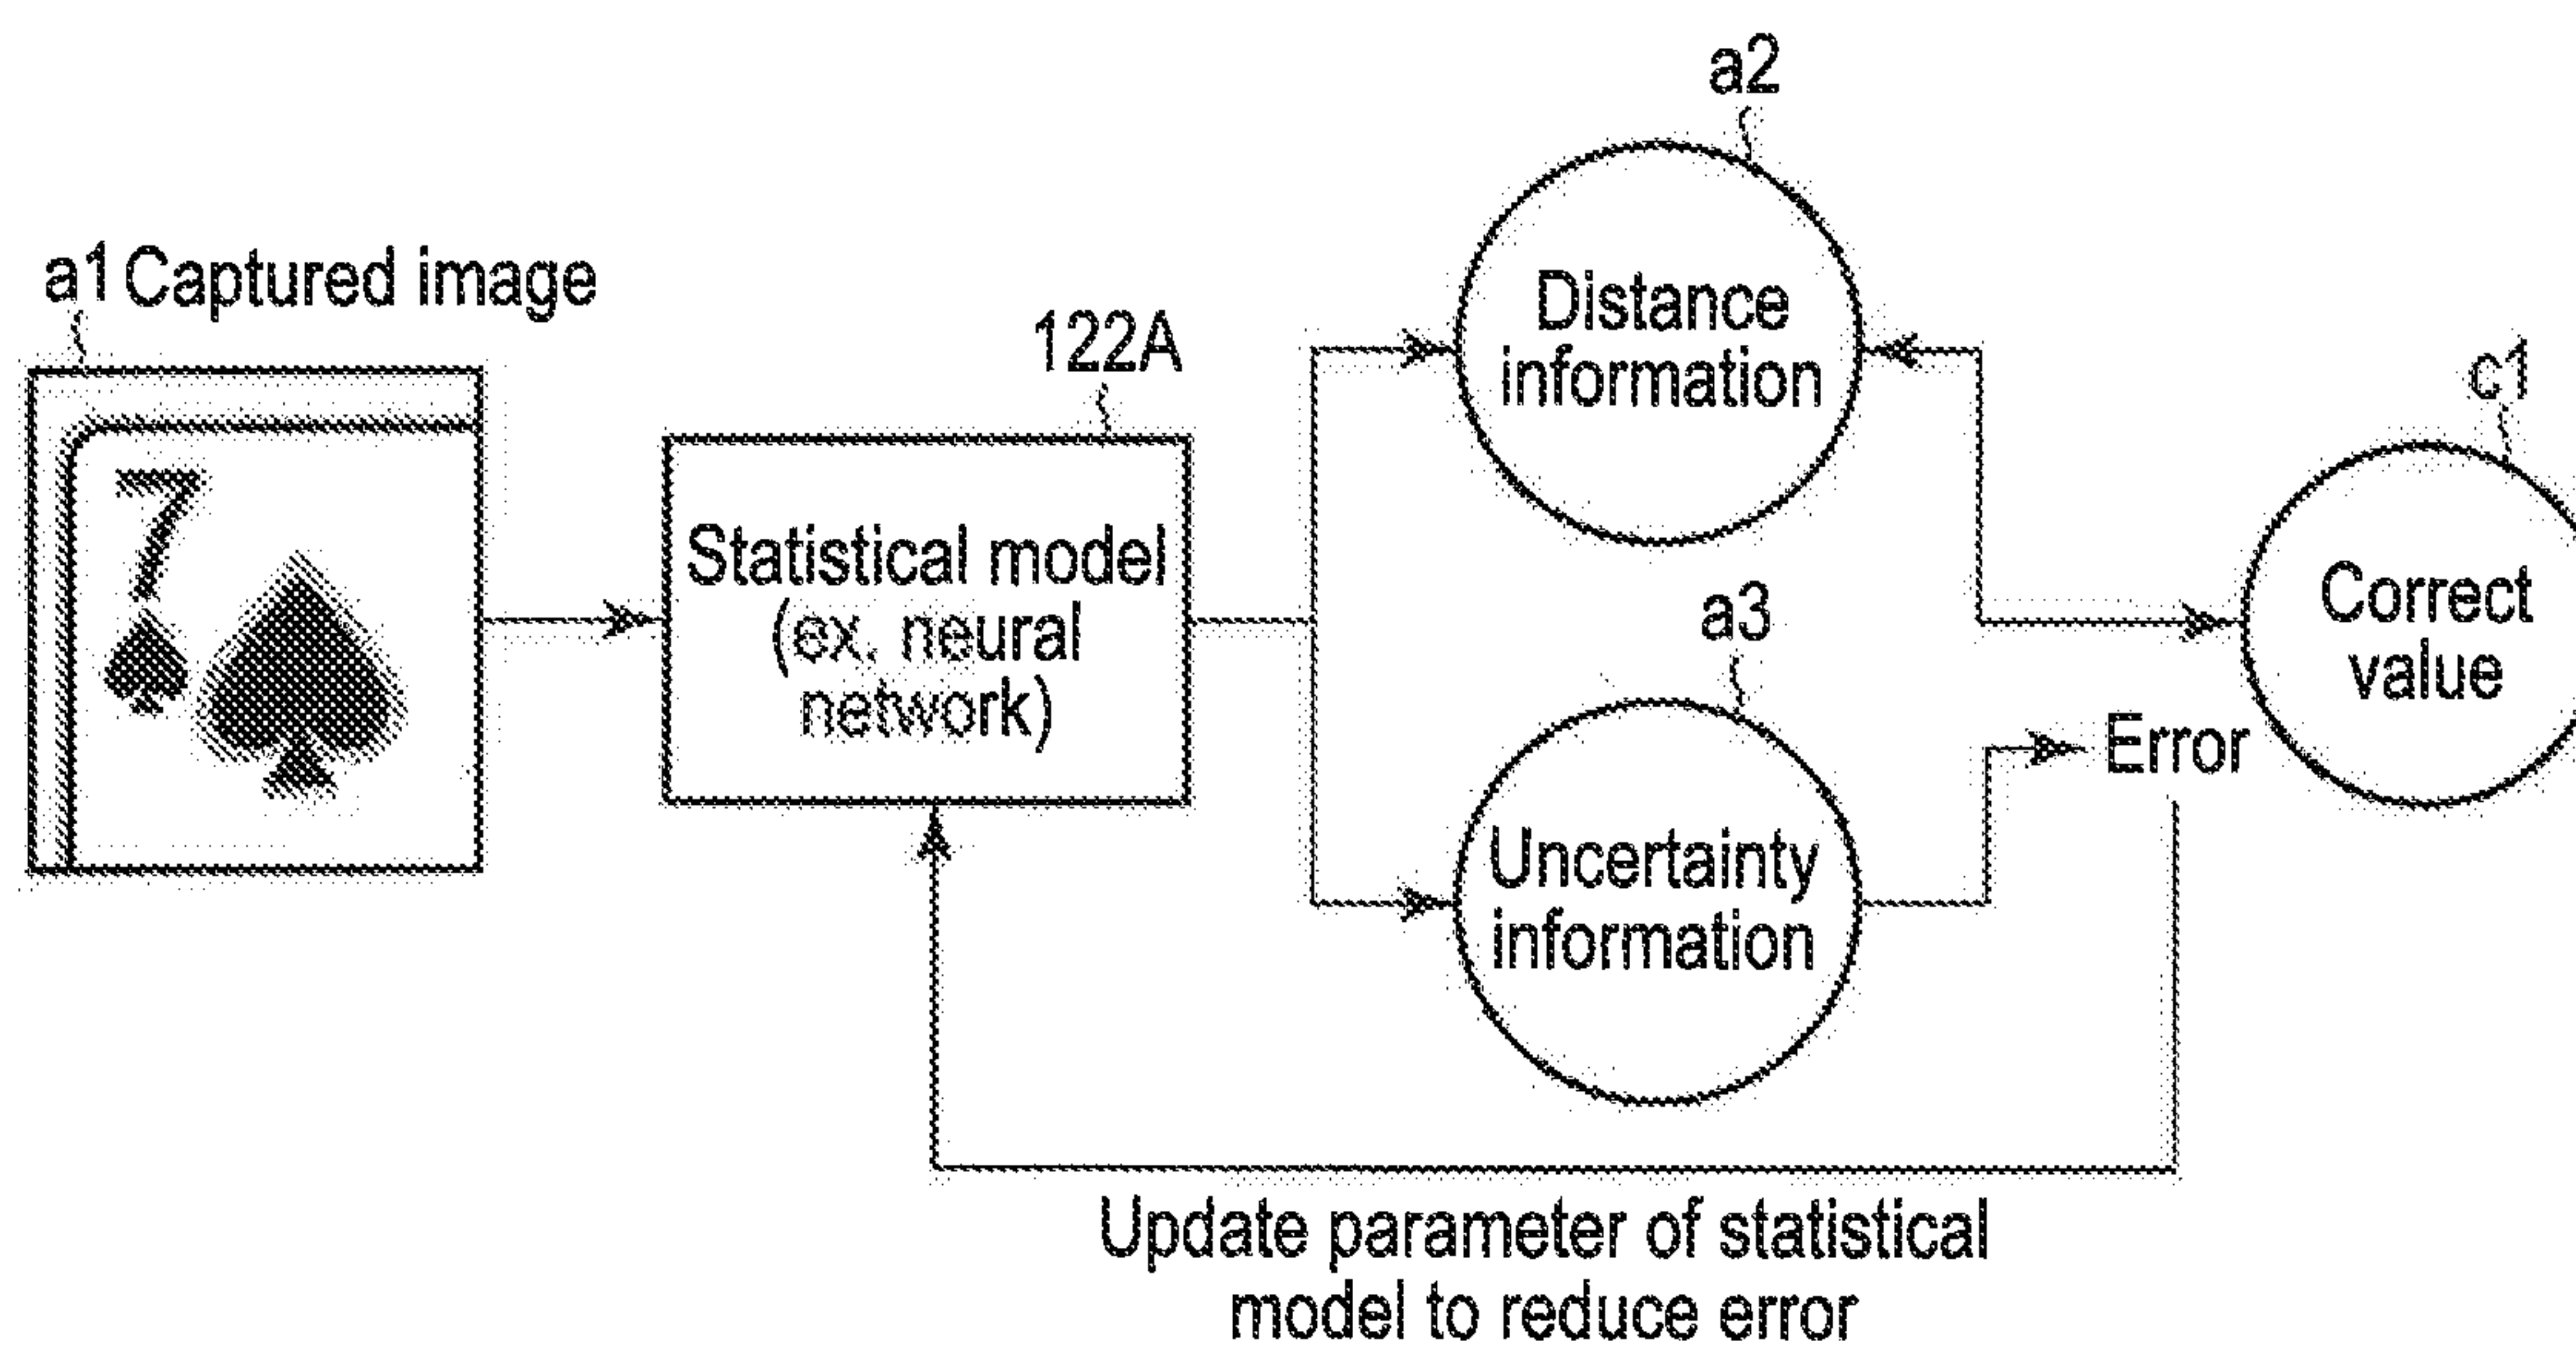 a2
a1 Captured image
122A
Distance
information
c1
7
Statistical model
(ex. neural
network)
a3
Correct
value
Error
Uncertainty
information
Update parameter of statistical
model to reduce error